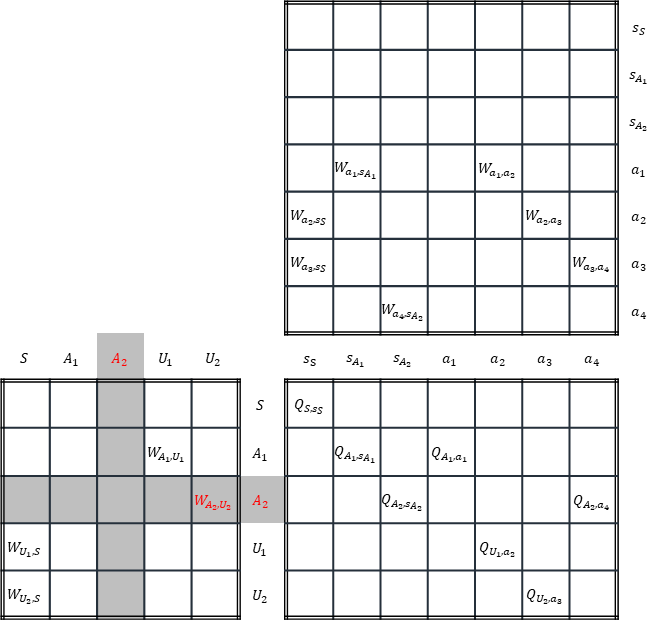 s_S
s_{A_1}
s_{A_2}
W_{a_1,s_{A_1}} W_{a_1,a_2} a_1
W_{a_2,s_S} W_{a_2,a_3} a_2
W_{a_3,s_S} W_{a_3,a_4} a_3
W_{a_4,s_{A_2}} a_4
S A_1 A_2 U_1 U_2 s_S s_{A_1} s_{A_2} a_1 a_2 a_3 a_4
S Q_{S,s_S}
W_{A_1,U_1} A_1 Q_{A_1,s_{A_1}} Q_{A_1,a_1}
W_{A_2,U_2} A_2 Q_{A_2,s_{A_2}} Q_{A_2,a_4}
W_{U_1,S} U_1 Q_{U_1,a_2}
W_{U_2,S} U_2 Q_{U_2,a_3}